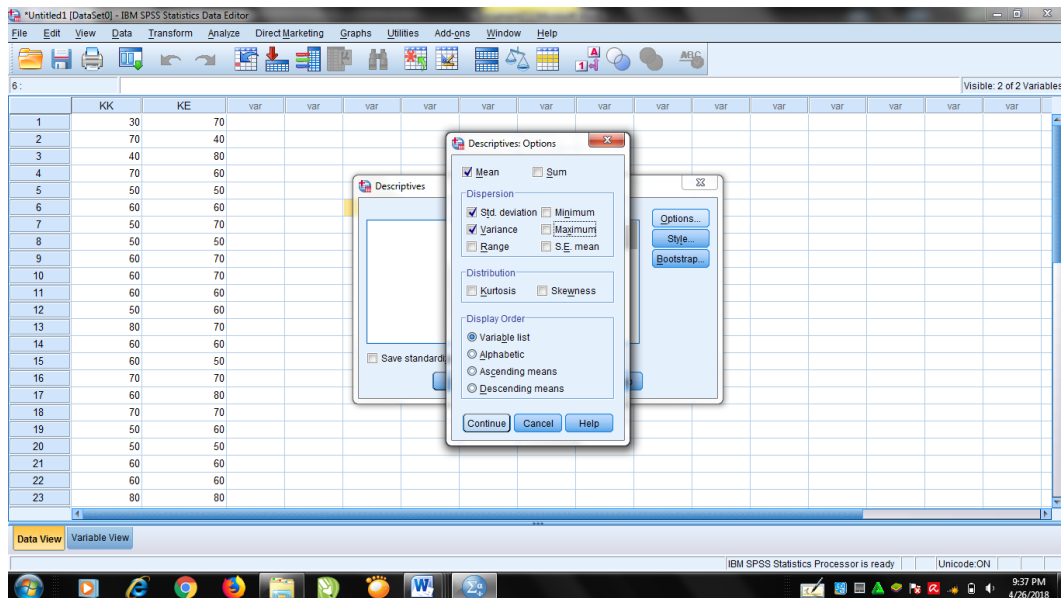 *Untitled1 [DataSet0] - IBM SPSS Statistics Data Editor
File Edit View Data Transform Analyze Direct Marketing Graphs Utilities Add-ons Window Help
6 :
Visible: 2 of 2 Variables
KK KE var var var var var var var var var var var var var var
1 30 70
2 70 40
3 40 80
4 70 60
5 50 50
6 60 60
7 50 70
8 50 50
9 60 70
10 60 70
11 60 60
12 50 60
13 80 70
14 60 60
15 60 50
16 70 70
17 60 80
18 70 70
19 50 60
20 50 50
21 60 60
22 60 60
23 80 80
Descriptives
Options...
Style...
Bootstrap...
Save standardi
Descriptives: Options
Mean Sum
Dispersion
Std. deviation Minimum
Variance Maximum
Range S.E. mean
Distribution
Kurtosis Skewness
Display Order
Variable list
Alphabetic
Ascending means
Descending means
Continue Cancel Help
Data View Variable View
IBM SPSS Statistics Processor is ready Unicode:ON
9:37 PM
4/26/2018